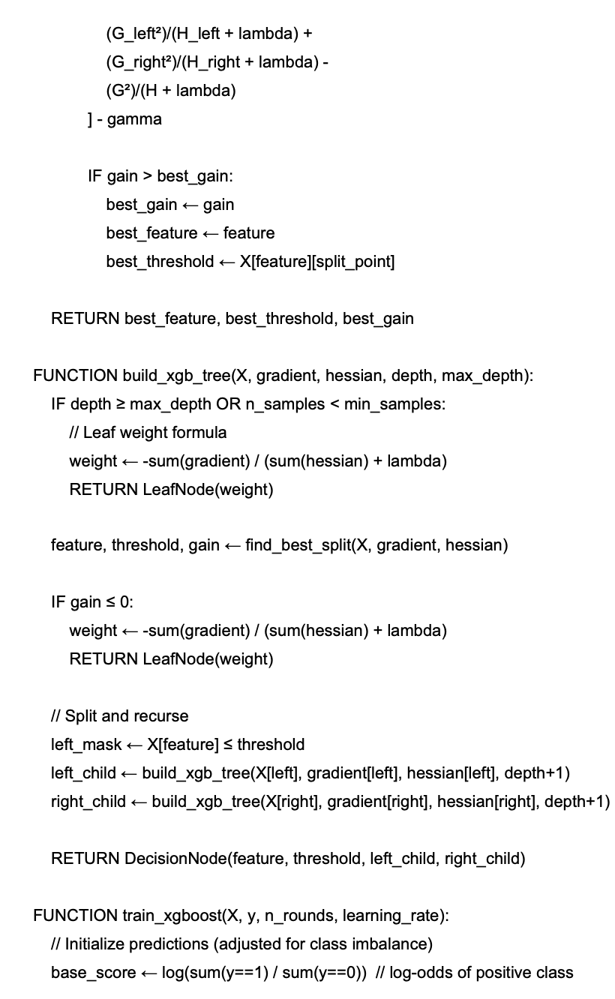 (G_left²)/(H_left + lambda) +
(G_right²)/(H_right + lambda) -
(G²)/(H + lambda)
] - gamma
IF gain > best_gain:
best_gain ← gain
best_feature ← feature
best_threshold ← X[feature][split_point]
RETURN best_feature, best_threshold, best_gain
FUNCTION build_xgb_tree(X, gradient, hessian, depth, max_depth):
IF depth ≥ max_depth OR n_samples < min_samples:
// Leaf weight formula
weight ← -sum(gradient) / (sum(hessian) + lambda)
RETURN LeafNode(weight)
feature, threshold, gain ← find_best_split(X, gradient, hessian)
IF gain ≤ 0:
weight ← -sum(gradient) / (sum(hessian) + lambda)
RETURN LeafNode(weight)
// Split and recurse
left_mask ← X[feature] ≤ threshold
left_child ← build_xgb_tree(X[left], gradient[left], hessian[left], depth+1)
right_child ← build_xgb_tree(X[right], gradient[right], hessian[right], depth+1)
RETURN DecisionNode(feature, threshold, left_child, right_child)
FUNCTION train_xgboost(X, y, n_rounds, learning_rate):
// Initialize predictions (adjusted for class imbalance)
base_score ← log(sum(y==1) / sum(y==0))  // log-odds of positive class